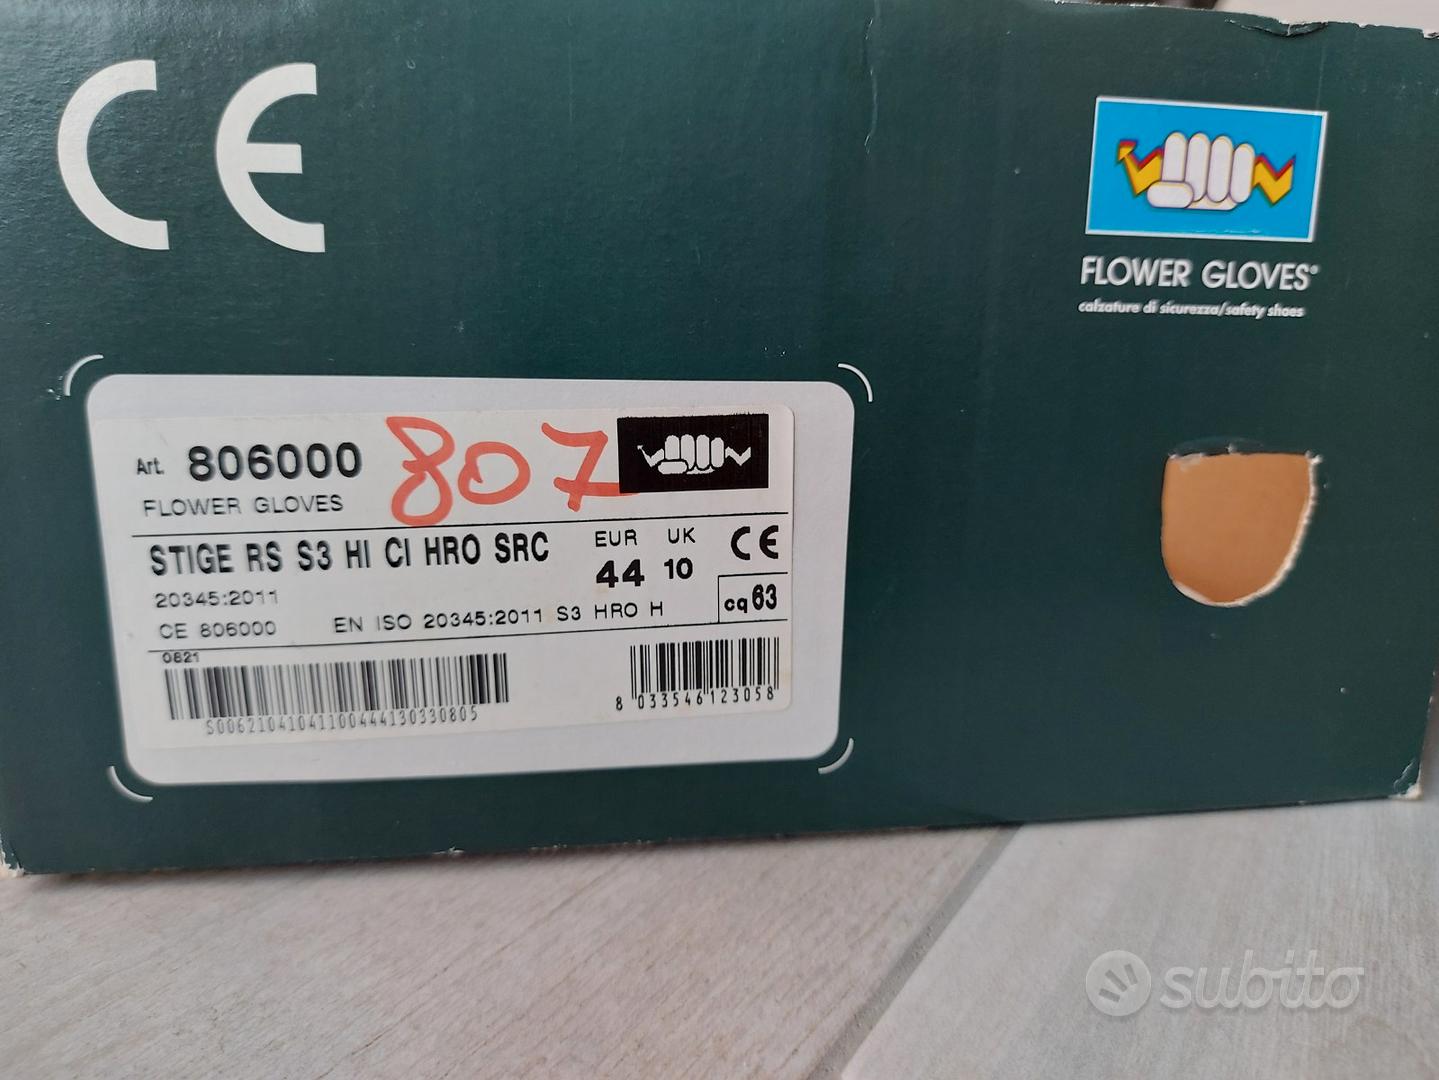 CE
FLOWER GLOVES®
calzature di sicurezza/safety shoes
Art. 806000 807
FLOWER GLOVES
STIGE RS S3 HI CI HRO SRC
EUR UK CE
44 10
20345:2011
CE 806000 EN ISO 20345:2011 S3 HRO H
cq 63
0821
S00621041041100444130330805
8 033546 123058
subito